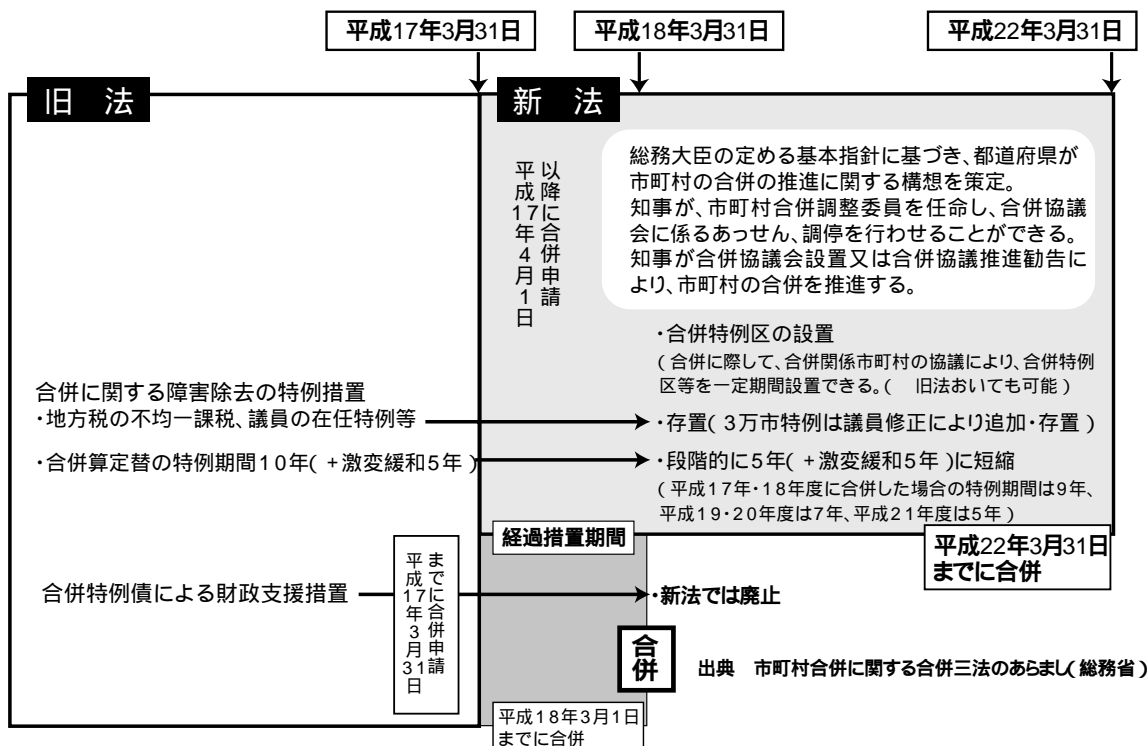 平成17年3月31日
平成18年3月31日
平成22年3月31日
旧　法
新　法
平成17年4月1日
以降に合併申請
総務大臣の定める基本指針に基づき、都道府県が
市町村の合併の推進に関する構想を策定。
知事が、市町村合併調整委員を任命し、合併協議
会に係るあっせん、調停を行わせることができる。
知事が合併協議会設置又は合併協議推進勧告に
より、市町村の合併を推進する。
・合併特例区の設置
(合併に際して、合併関係市町村の協議により、合併特例
区等を一定期間設置できる。(　旧法おいても可能)
合併に関する障害除去の特例措置
・地方税の不均一課税、議員の在任特例等
・存置(3万市特例は議員修正により追加・存置)
・合併算定替の特例期間10年(+激変緩和5年)
・段階的に5年(+激変緩和5年)に短縮
(平成17年・18年度に合併した場合の特例期間は9年、
平成19・20年度は7年、平成21年度は5年)
経過措置期間
平成22年3月31日
までに合併
合併特例債による財政支援措置
平成17年3月31日
までに合併申請
・新法では廃止
合併
出典　市町村合併に関する合併三法のあらまし(総務省)
平成18年3月1日
までに合併